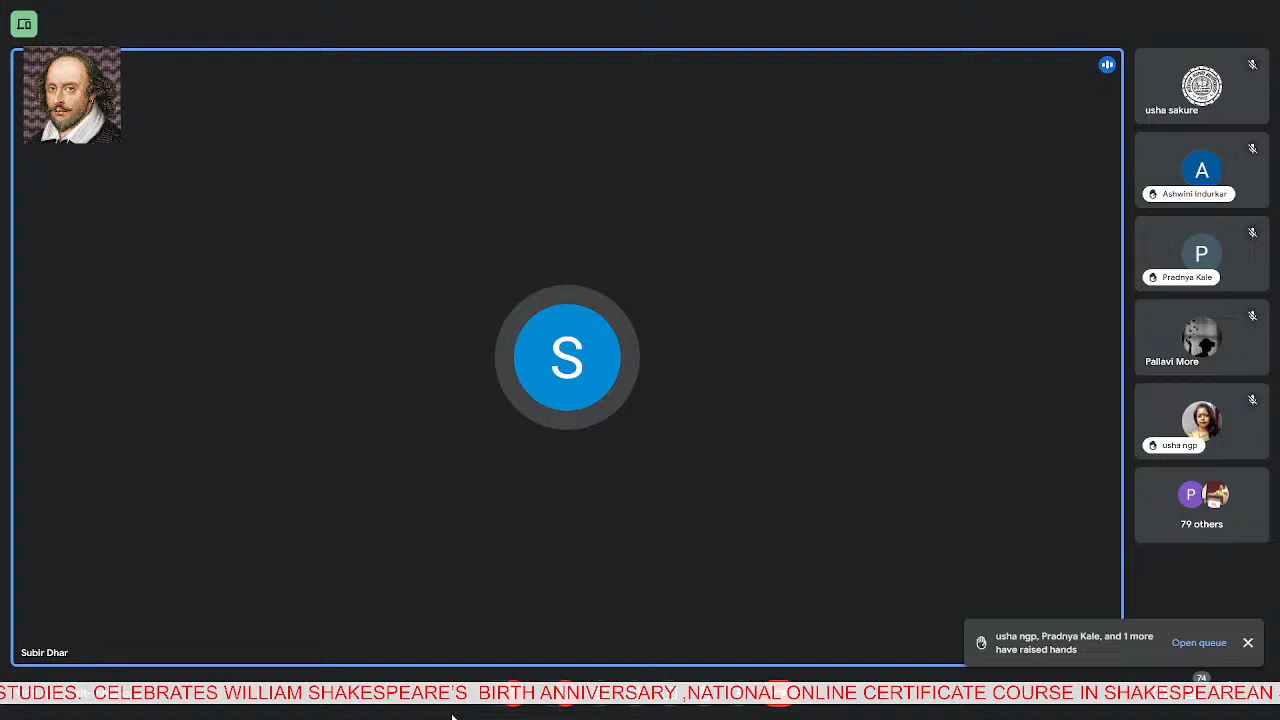 usha sakure
A
Ashwini Indurkar
P
Pradnya Kale
Pallavi More
usha ngp
P
79 others
S
Subir Dhar
usha ngp, Pradnya Kale, and 1 more
have raised hands
Open queue
74
STUDIES. CELEBRATES WILLIAM SHAKESPEARE'S BIRTH ANNIVERSARY ,NATIONAL ONLINE CERTIFICATE COURSE IN SHAKESPEAREAN